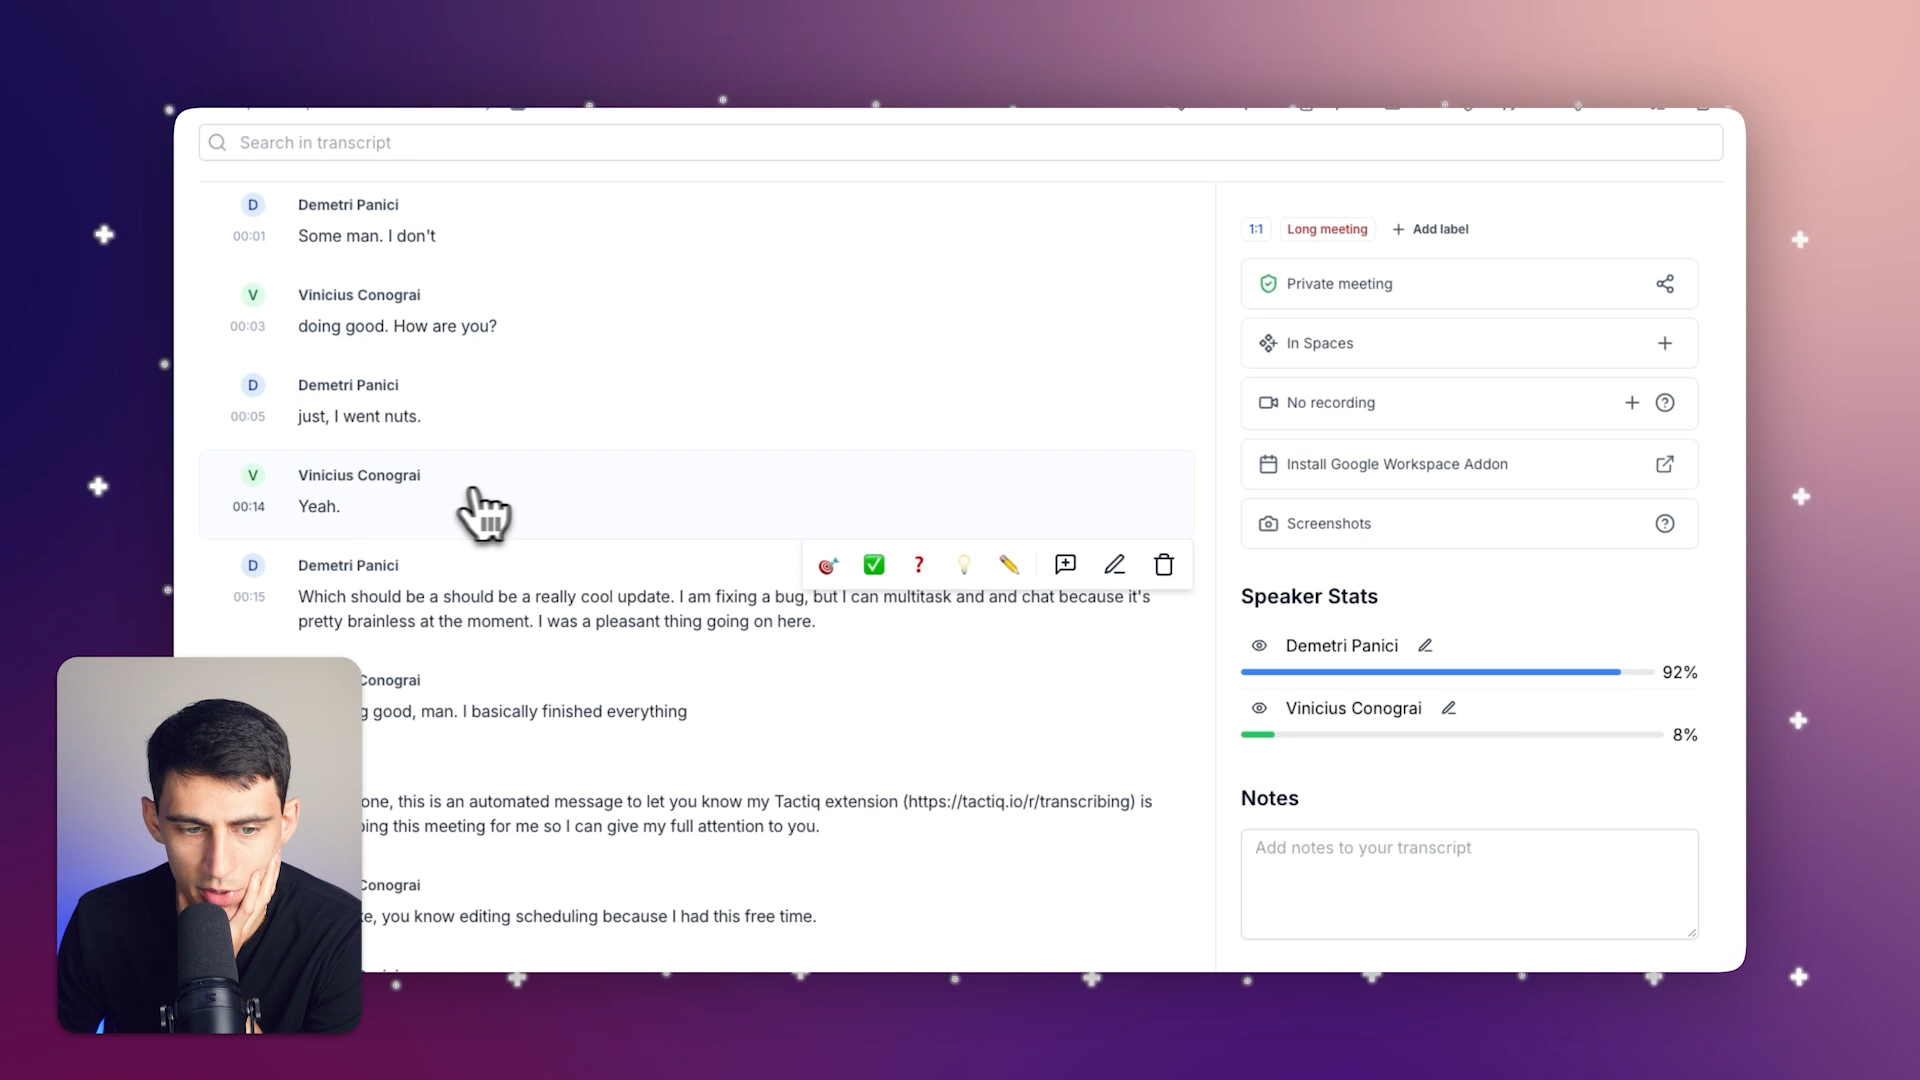 Search in transcript
D Demetri Panici
00:01 Some man. I don't
V Vinicius Conograi
00:03 doing good. How are you?
D Demetri Panici
00:05 just, I went nuts.
V Vinicius Conograi
00:14 Yeah.
D Demetri Panici
00:15 Which should be a should be a really cool update. I am fixing a bug, but I can multitask and and chat because it's
pretty brainless at the moment. I was a pleasant thing going on here.
Conograi
good, man. I basically finished everything
one, this is an automated message to let you know my Tactiq extension (https://tactiq.io/r/transcribing) is
this meeting for me so I can give my full attention to you.
Conograi
you know editing scheduling because I had this free time.
1:1 Long meeting + Add label
Private meeting
In Spaces
No recording
Install Google Workspace Addon
Screenshots
Speaker Stats
Demetri Panici
92%
Vinicius Conograi
8%
Notes
Add notes to your transcript